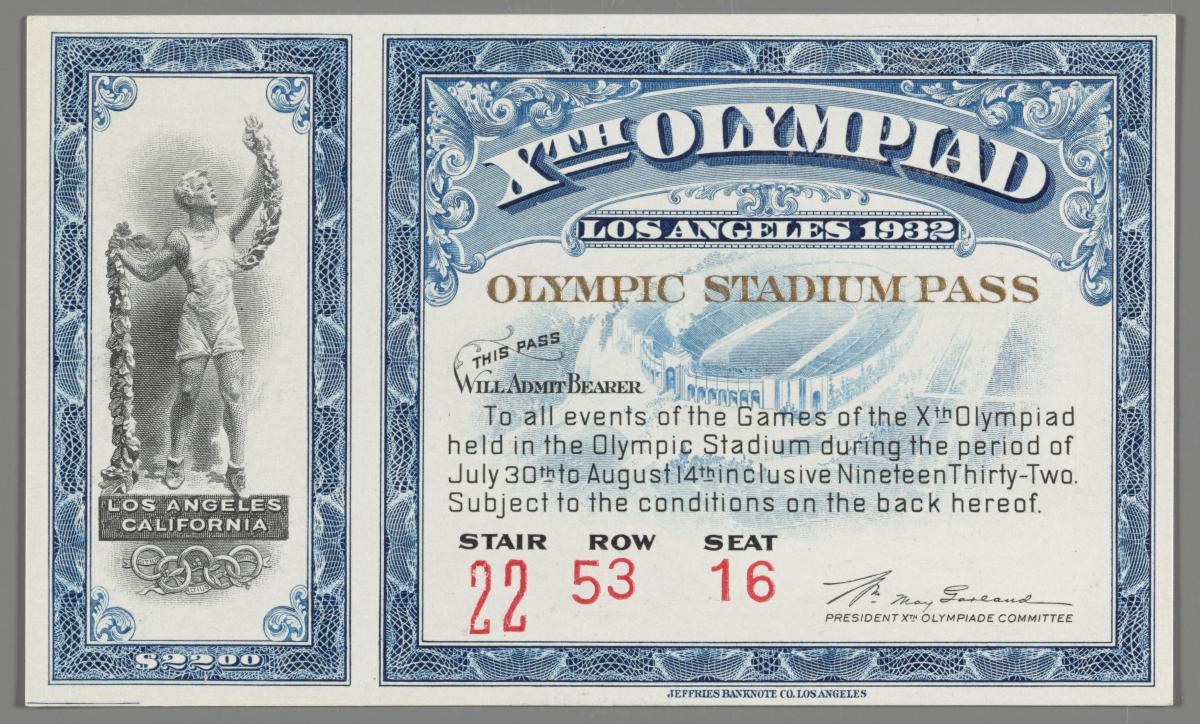 LOS ANGELES
CALIFORNIA
$2200
XTH OLYMPIAD
LOS ANGELES 1932
OLYMPIC STADIUM PASS
THIS PASS
WILL ADMIT BEARER
To all events of the Games of the Xth Olympiad
held in the Olympic Stadium during the period of
July 30th to August 14th inclusive Nineteen Thirty-Two.
Subject to the conditions on the back hereof.
STAIR ROW SEAT
22 53 16
Wm. May Garland
PRESIDENT XTH OLYMPIADE COMMITTEE
JEFFRIES BANKNOTE CO. LOS ANGELES